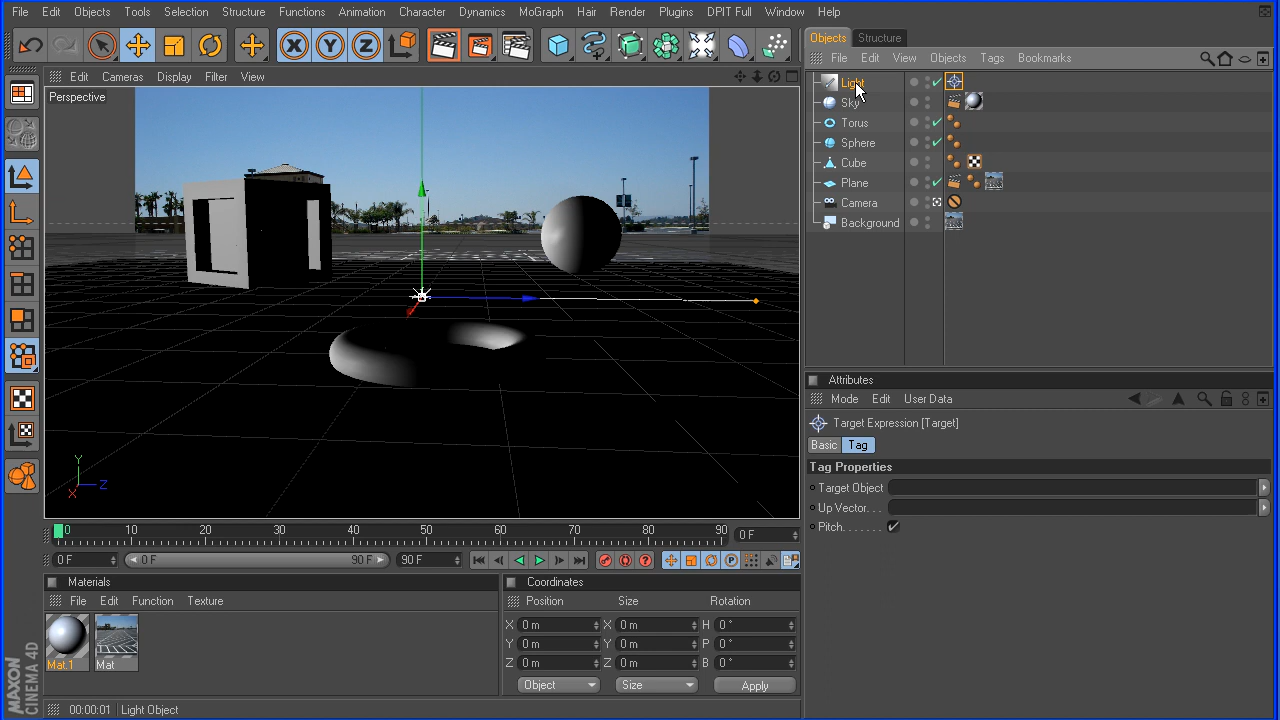 File Edit Objects Tools Selection Structure Functions Animation Character Dynamics MoGraph Hair Render Plugins DPIT Full Window Help
X Y Z
Objects Structure
File Edit View Objects Tags Bookmarks
Edit Cameras Display Filter View
Perspective
Light
Sky
Torus
Sphere
Cube
Plane
Camera
Background
Y
Z
X
Attributes
Mode Edit User Data
Target Expression [Target]
Basic Tag
Tag Properties
Target Object
Up Vector. . .
Pitch. . . . . . .
0 10 20 30 40 50 60 70 80 90 0 F
0 F 0 F 90 F 90 F
Materials
File Edit Function Texture
Mat.1 Mat
Coordinates
Position Size Rotation
X 0 m X 0 m H 0 °
Y 0 m Y 0 m P 0 °
Z 0 m Z 0 m B 0 °
Object Size Apply
MAXON
CINEMA 4D
00:00:01 Light Object